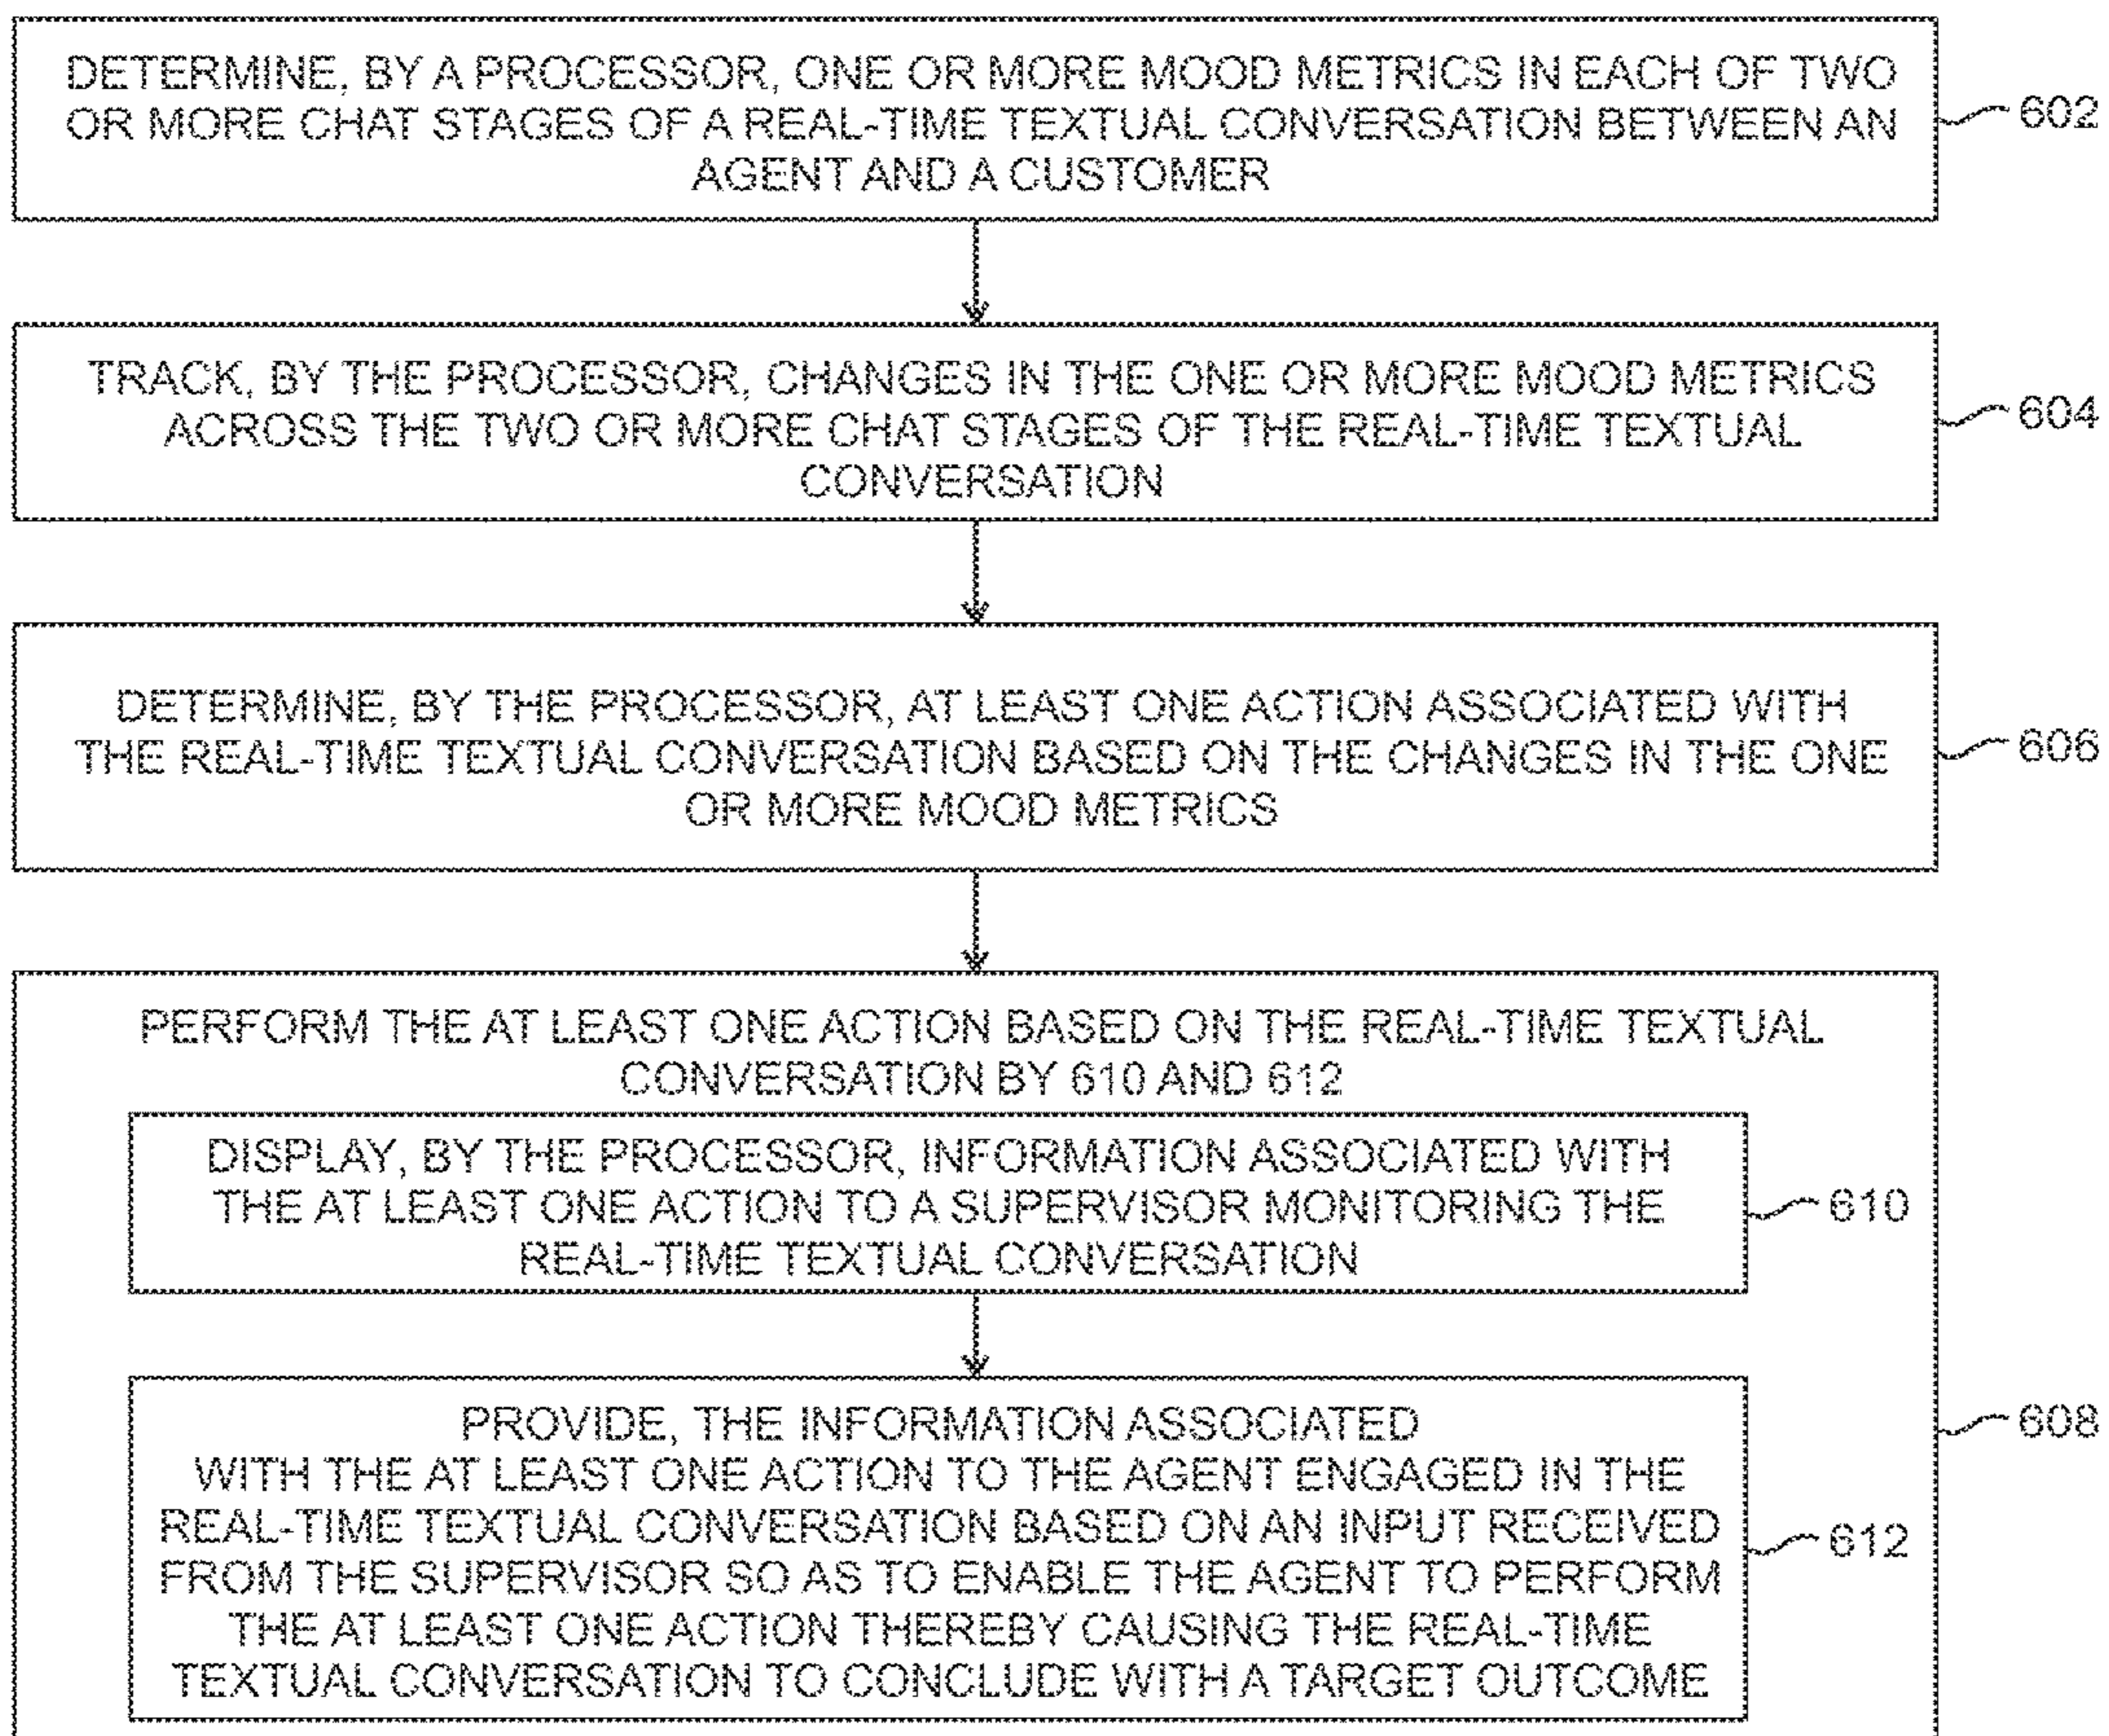 DETERMINE, BY A PROCESSOR, ONE OR MORE MOOD METRICS IN EACH OF TWO
OR MORE CHAT STAGES OF A REAL-TIME TEXTUAL CONVERSATION BETWEEN AN
AGENT AND A CUSTOMER
602
TRACK, BY THE PROCESSOR, CHANGES IN THE ONE OR MORE MOOD METRICS
ACROSS THE TWO OR MORE CHAT STAGES OF THE REAL-TIME TEXTUAL
CONVERSATION
604
DETERMINE, BY THE PROCESSOR, AT LEAST ONE ACTION ASSOCIATED WITH
THE REAL-TIME TEXTUAL CONVERSATION BASED ON THE CHANGES IN THE ONE
OR MORE MOOD METRICS
606
PERFORM THE AT LEAST ONE ACTION BASED ON THE REAL-TIME TEXTUAL
CONVERSATION BY 610 AND 612
DISPLAY, BY THE PROCESSOR, INFORMATION ASSOCIATED WITH
THE AT LEAST ONE ACTION TO A SUPERVISOR MONITORING THE
REAL-TIME TEXTUAL CONVERSATION
610
PROVIDE, THE INFORMATION ASSOCIATED
WITH THE AT LEAST ONE ACTION TO THE AGENT ENGAGED IN THE
REAL-TIME TEXTUAL CONVERSATION BASED ON AN INPUT RECEIVED
FROM THE SUPERVISOR SO AS TO ENABLE THE AGENT TO PERFORM
THE AT LEAST ONE ACTION THEREBY CAUSING THE REAL-TIME
TEXTUAL CONVERSATION TO CONCLUDE WITH A TARGET OUTCOME
612
608